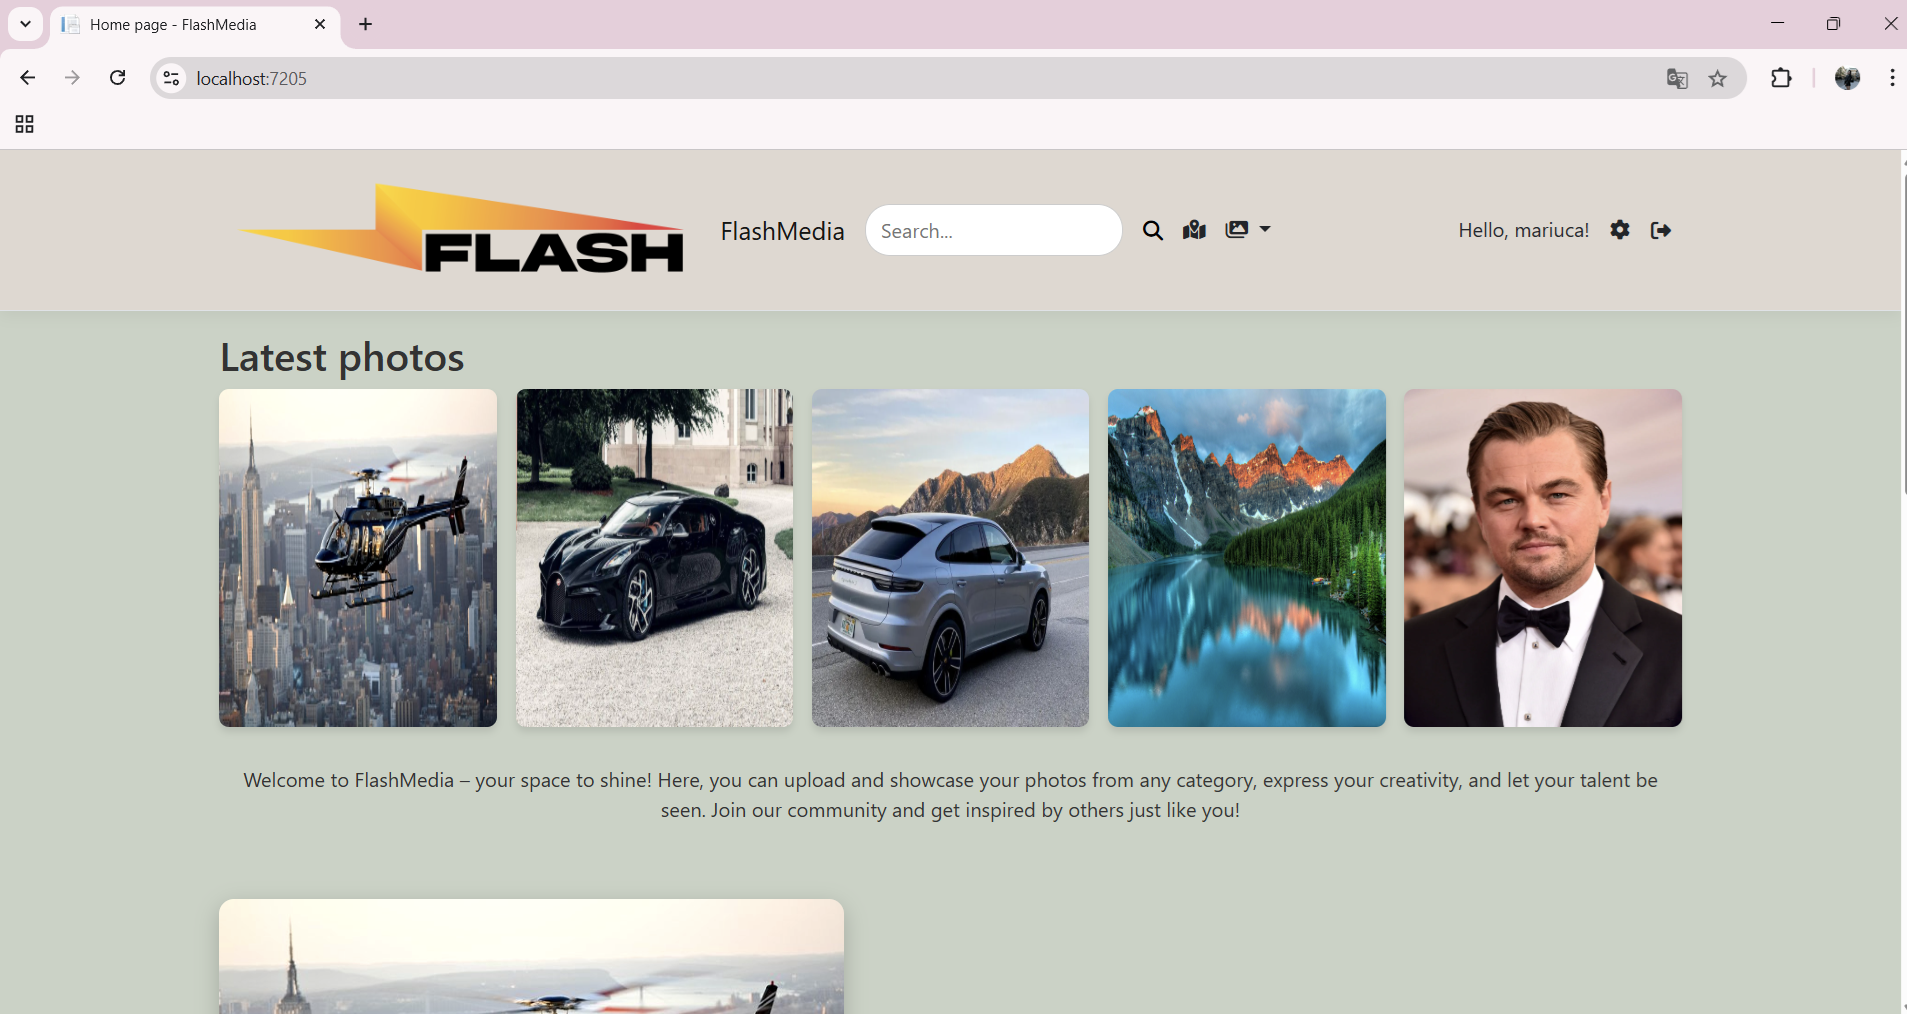 Home page - FlashMedia
localhost:7205
FLASH
FlashMedia
Search...
Hello, mariuca!
Latest photos
Welcome to FlashMedia – your space to shine! Here, you can upload and showcase your photos from any category, express your creativity, and let your talent be
seen. Join our community and get inspired by others just like you!